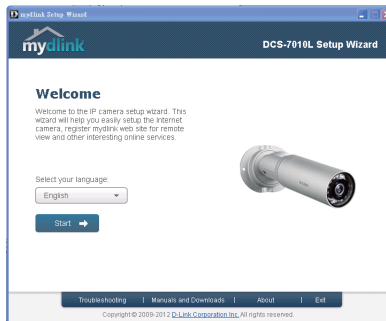 mydlink Setup Wizard
mydlink
DCS-7010L Setup Wizard
Welcome
Welcome to the IP camera setup wizard. This
wizard will help you easily setup the Internet
camera, register mydlink web site for remote
view and other interesting online services.
Select your language:
English
Start
Troubleshooting | Manuals and Downloads | About | Exit
Copyright © 2009-2012 D-Link Corporation Inc. All rights reserved.